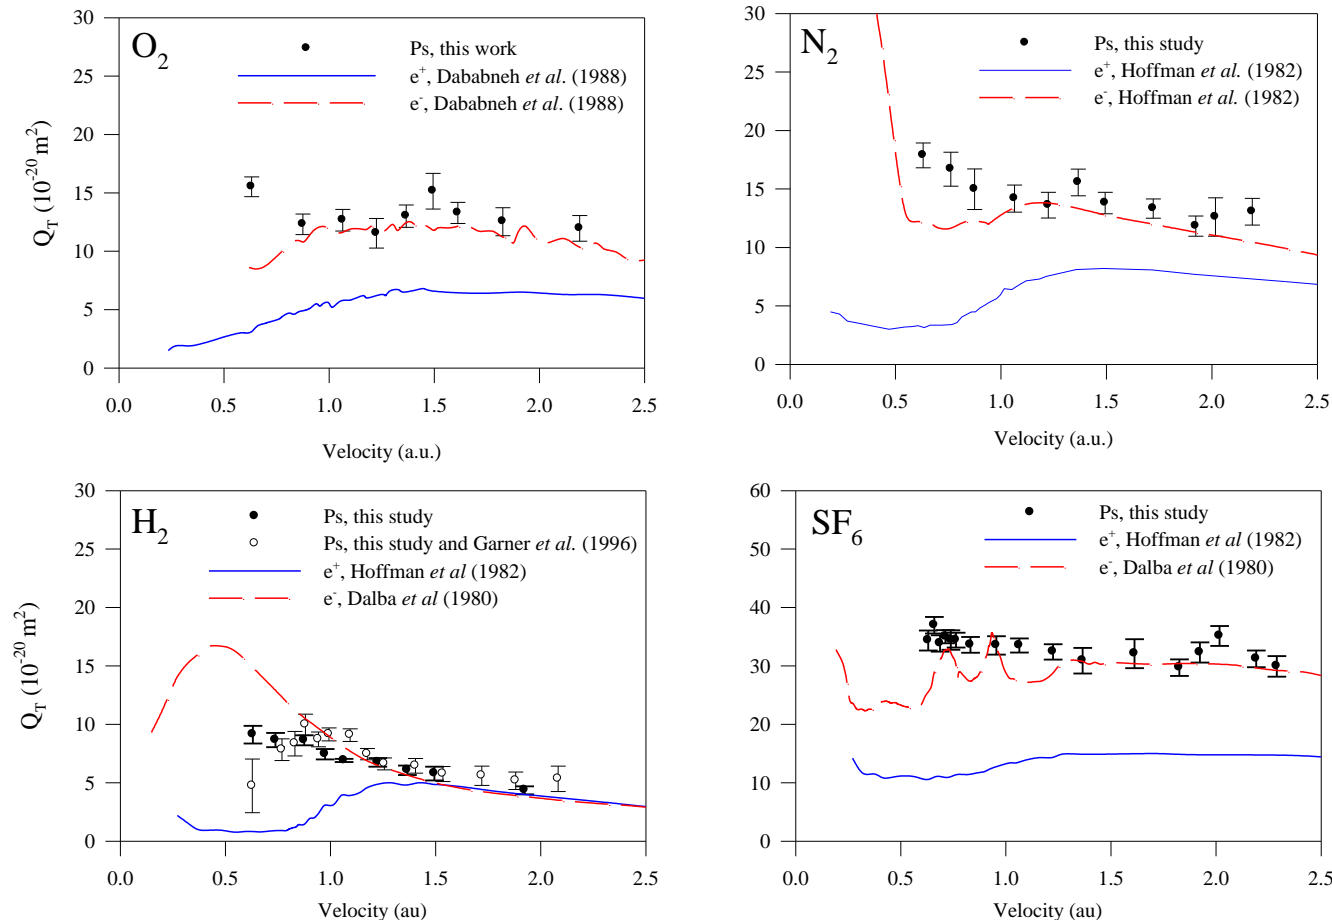 O2
Ps, this work
e+, Dababneh et al. (1988)
e-, Dababneh et al. (1988)
30
25
20
15
10
5
0
QT (10-20 m2)
0.0 0.5 1.0 1.5 2.0 2.5
Velocity (a.u.)
N2
Ps, this study
e+, Hoffman et al. (1982)
e-, Hoffman et al. (1982)
30
25
20
15
10
5
0
0.0 0.5 1.0 1.5 2.0 2.5
Velocity (a.u.)
H2
Ps, this study
Ps, this study and Garner et al. (1996)
e+, Hoffman et al (1982)
e-, Dalba et al (1980)
30
25
20
15
10
5
0
QT (10-20 m2)
0.0 0.5 1.0 1.5 2.0 2.5
Velocity (au)
SF6
Ps, this study
e+, Hoffman et al (1982)
e-, Dalba et al (1980)
60
50
40
30
20
10
0
0.0 0.5 1.0 1.5 2.0 2.5
Velocity (au)